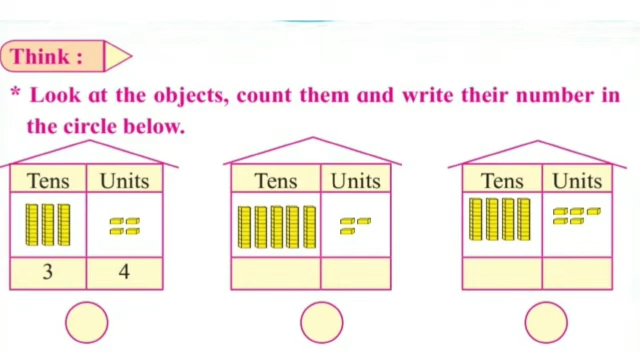 Think :
* Look at the objects, count them and write their number in
the circle below.
Tens Units Tens Units Tens Units
3 4